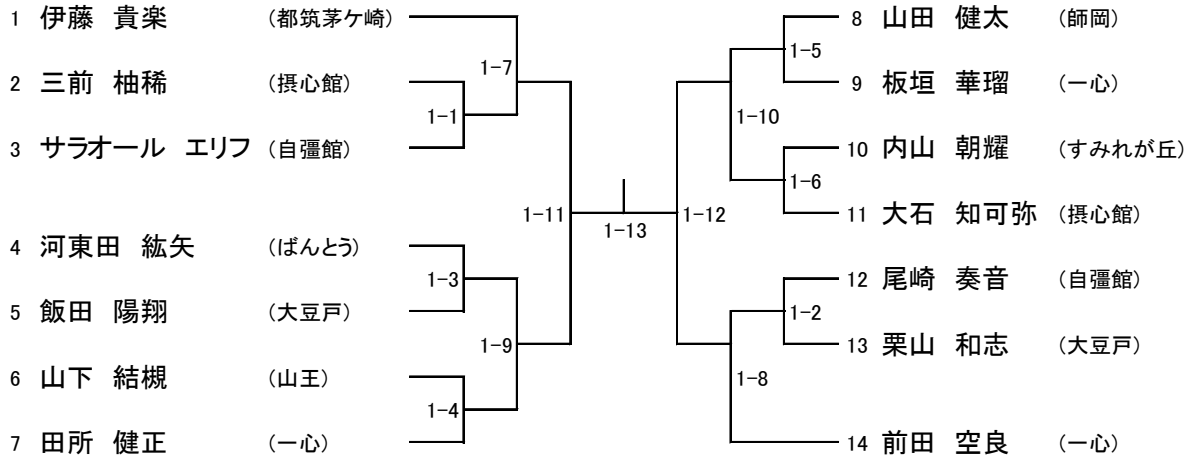 1 伊藤 貴楽 (都筑茅ケ崎)
1-7
2 三前 柚稀 (摂心館)
1-1
3 サラオール エリフ (自彊館)
1-11
4 河東田 紘矢 (ばんとう)
1-3
5 飯田 陽翔 (大豆戸)
1-9
6 山下 結槻 (山王)
1-4
7 田所 健正 (一心)
1-13
8 山田 健太 (師岡)
1-5
9 板垣 華瑠 (一心)
1-10
10 内山 朝耀 (すみれが丘)
1-6
11 大石 知可弥 (摂心館)
1-12
12 尾崎 奏音 (自彊館)
1-2
13 栗山 和志 (大豆戸)
1-8
14 前田 空良 (一心)